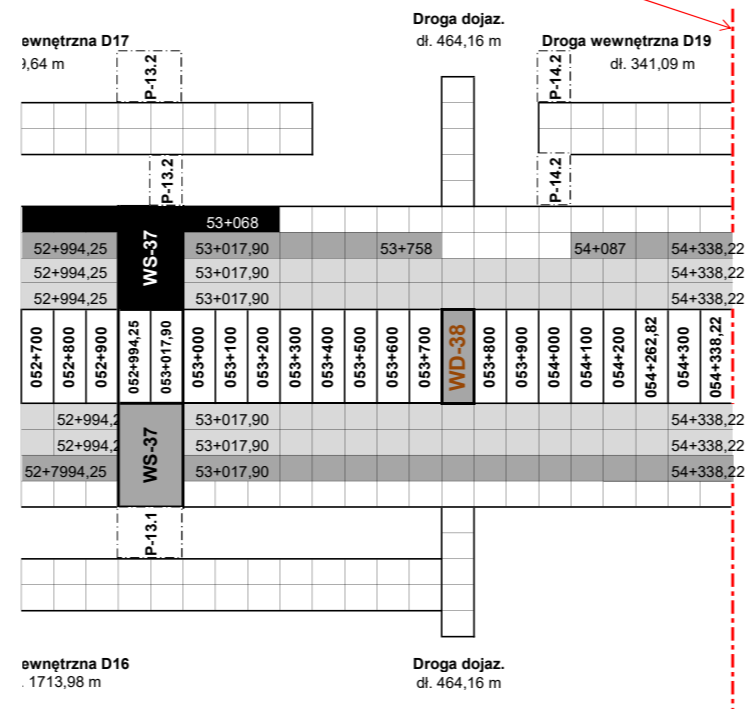 Droga dojaz.
dł. 464,16 m
ewnętrzna D17
9,64 m
Droga wewnętrzna D19
dł. 341,09 m
P-13.2
P-14.2
P-13.2
P-14.2
53+068
52+994,25 53+017,90 53+758 54+087 54+338,22
WS-37
52+994,25 53+017,90 54+338,22
52+994,25 53+017,90 54+338,22
052+700 052+800 052+900 052+994,25 053+017,90 053+000 053+100 053+200 053+300 053+400 053+500 053+600 053+700 WD-38 053+800 053+900 054+000 054+100 054+200 054+262,82 054+300 054+338,22
52+994,2 53+017,90 54+338,22
52+994,2 53+017,90 54+338,22
WS-37
52+7994,25 53+017,90 54+338,22
P-13.1
ewnętrzna D16
. 1713,98 m
Droga dojaz.
dł. 464,16 m